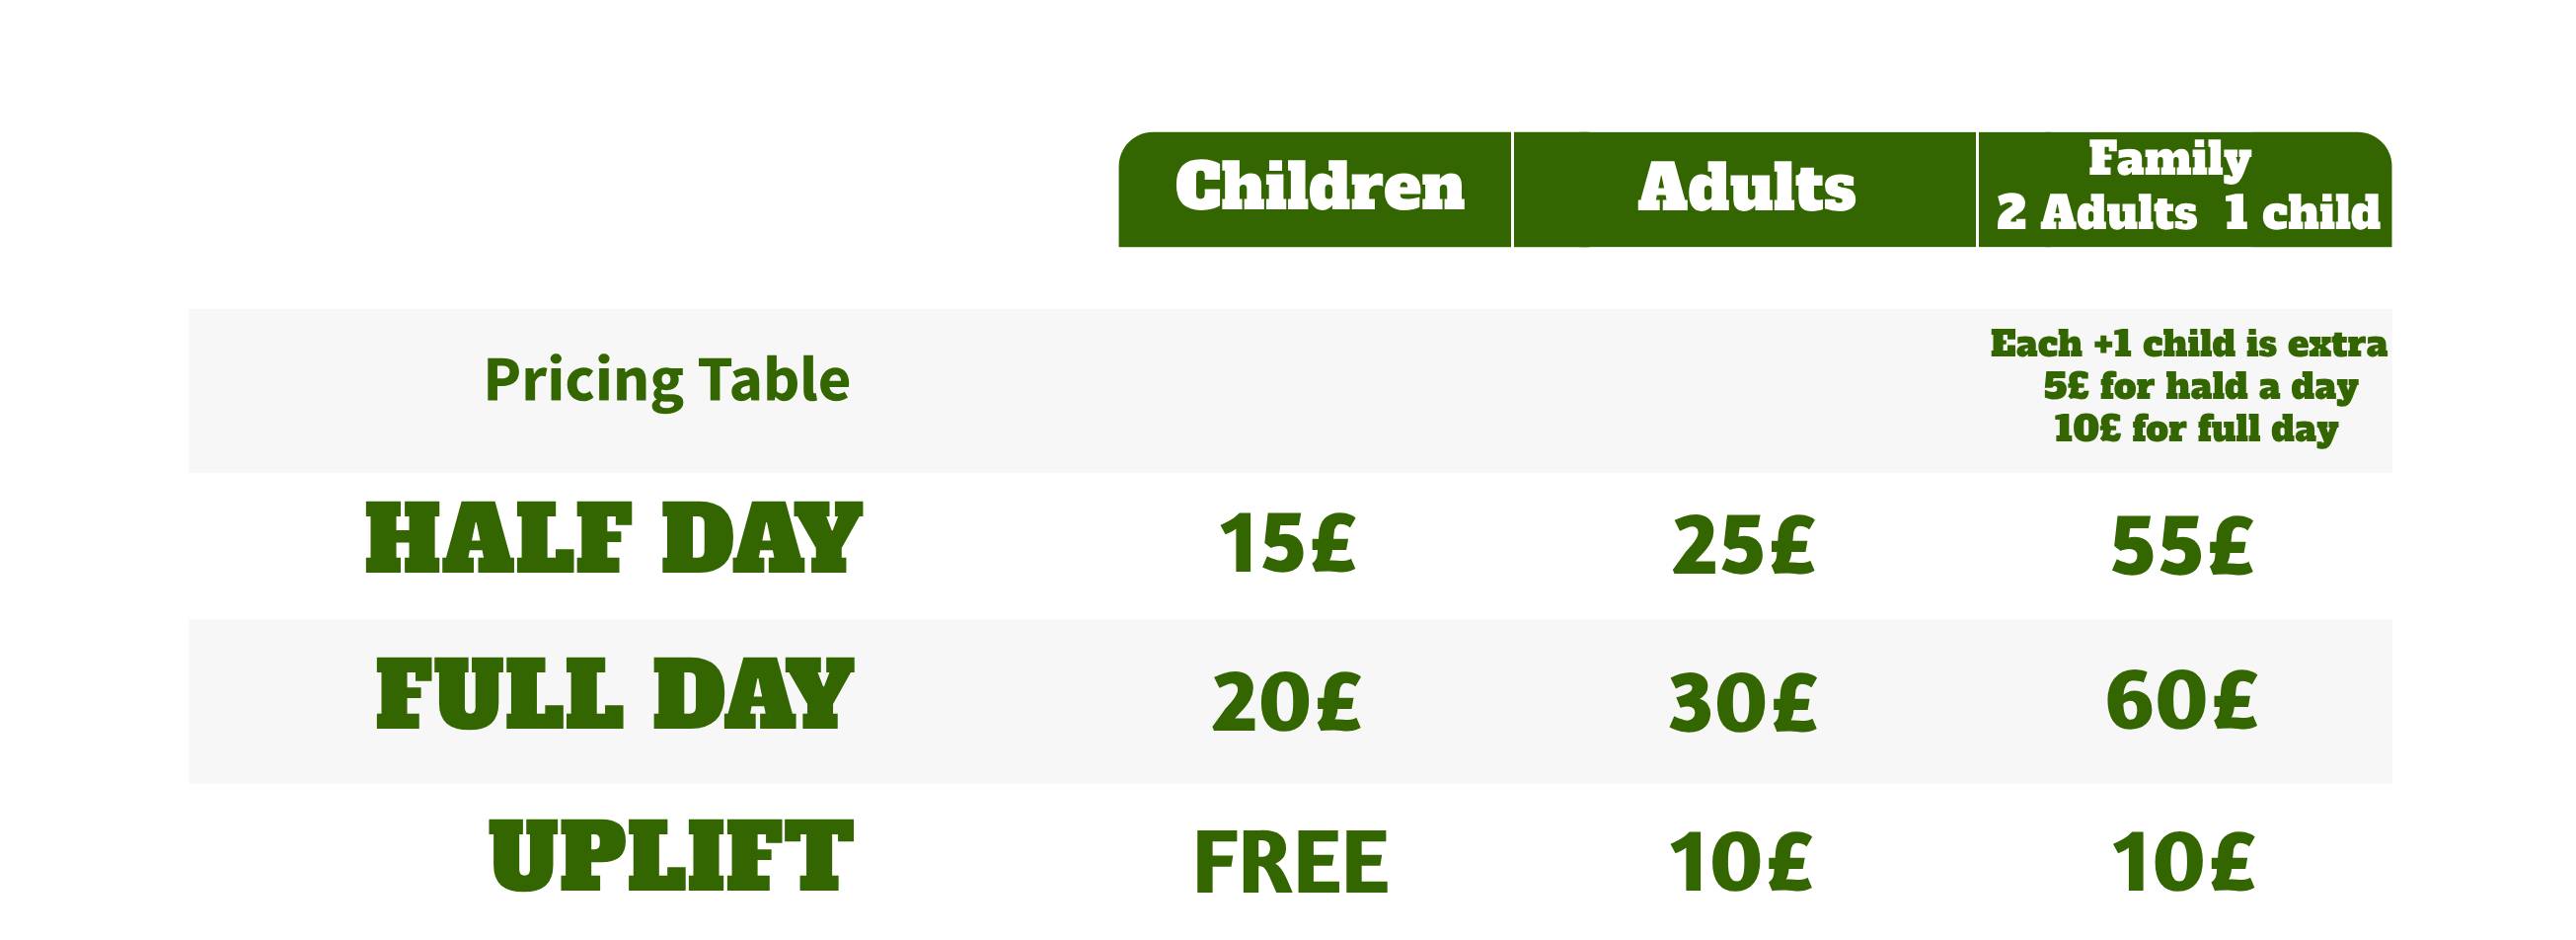 Children Adults Family
2 Adults 1 child
Pricing Table
Each +1 child is extra
5£ for hald a day
10£ for full day
HALF DAY 15£ 25£ 55£
FULL DAY 20£ 30£ 60£
UPLIFT FREE 10£ 10£